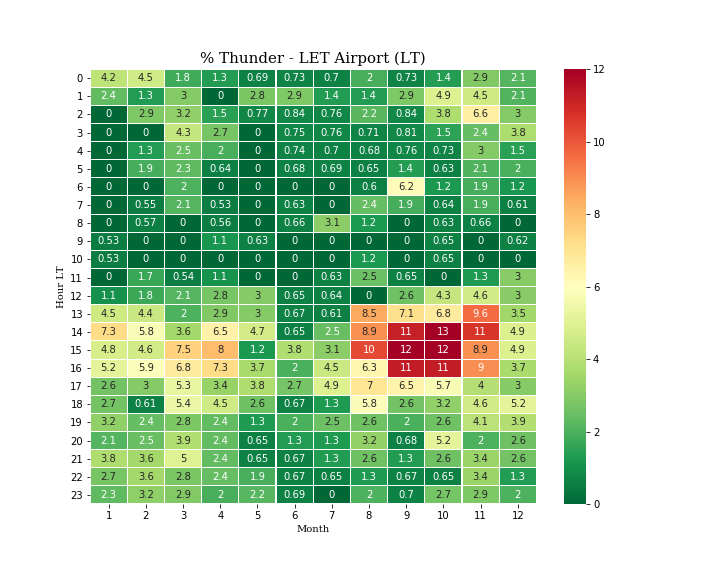 % Thunder - LET Airport (LT)
0 4.2 4.5 1.8 1.3 0.69 0.73 0.7 2 0.73 1.4 2.9 2.1
1 2.4 1.3 3 0 2.8 2.9 1.4 1.4 2.9 4.9 4.5 2.1
2 0 2.9 3.2 1.5 0.77 0.84 0.76 2.2 0.84 3.8 6.6 3
3 0 0 4.3 2.7 0 0.75 0.76 0.71 0.81 1.5 2.4 3.8
4 0 1.3 2.5 2 0 0.74 0.7 0.68 0.76 0.73 3 1.5
5 0 1.9 2.3 0.64 0 0.68 0.69 0.65 1.4 0.63 2.1 2
6 0 0 2 0 0 0 0 0.6 6.2 1.2 1.9 1.2
7 0 0.55 2.1 0.53 0 0.63 0 2.4 1.9 0.64 1.9 0.61
8 0 0.57 0 0.56 0 0.66 3.1 1.2 0 0.63 0.66 0
9 0.53 0 0 1.1 0.63 0 0 0 0 0.65 0 0.62
10 0.53 0 0 0 0 0 0 1.2 0 0.65 0 0
11 0 1.7 0.54 1.1 0 0 0.63 2.5 0.65 0 1.3 3
12 1.1 1.8 2.1 2.8 3 0.65 0.64 0 2.6 4.3 4.6 3
13 4.5 4.4 2 2.9 3 0.67 0.61 8.5 7.1 6.8 9.6 3.5
14 7.3 5.8 3.6 6.5 4.7 0.65 2.5 8.9 11 13 11 4.9
15 4.8 4.6 7.5 8 1.2 3.8 3.1 10 12 12 8.9 4.9
16 5.2 5.9 6.8 7.3 3.7 2 4.5 6.3 11 11 9 3.7
17 2.6 3 5.3 3.4 3.8 2.7 4.9 7 6.5 5.7 4 3
18 2.7 0.61 5.4 4.5 2.6 0.67 1.3 5.8 2.6 3.2 4.6 5.2
19 3.2 2.4 2.8 2.4 1.3 2 2.5 2.6 2 2.6 4.1 3.9
20 2.1 2.5 3.9 2.4 0.65 1.3 1.3 3.2 0.68 5.2 2 2.6
21 3.8 3.6 5 2.4 0.65 0.67 1.3 2.6 1.3 2.6 3.4 2.6
22 2.7 3.6 2.8 2.4 1.9 0.67 0.65 1.3 0.67 0.65 3.4 1.3
23 2.3 3.2 2.9 2 2.2 0.69 0 2 0.7 2.7 2.9 2
1 2 3 4 5 6 7 8 9 10 11 12
Month
Hour LT
12
10
8
6
4
2
0